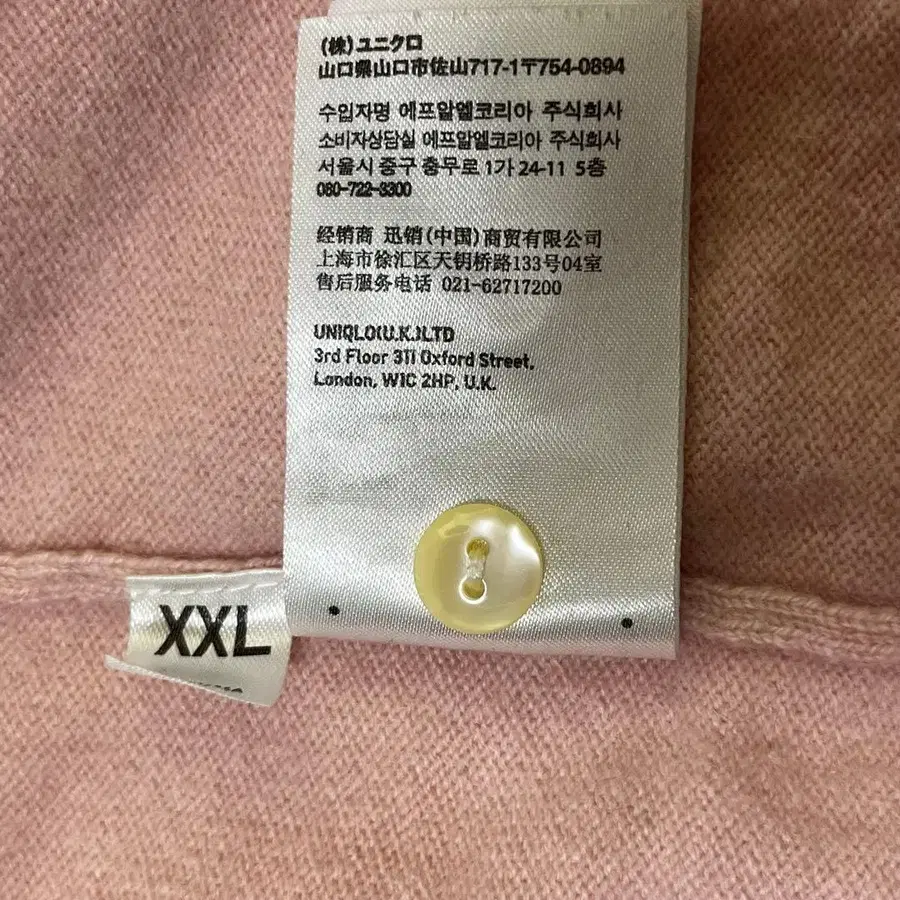 (株)ユニクロ
山口県山口市佐山717-1〒754-0894
수입자명 에프알엘코리아 주식회사
소비자상담실 에프알엘코리아 주식회사
서울시 중구 충무로 1가 24-11 5층
080-722-3300
经销商 迅销(中国)商贸有限公司
上海市徐汇区天钥桥路133号04室
售后服务电话 021-62717200
UNIQLO(U.K.)LTD
3rd Floor 311 Oxford Street,
London, W1C 2HP, U.K.
XXL